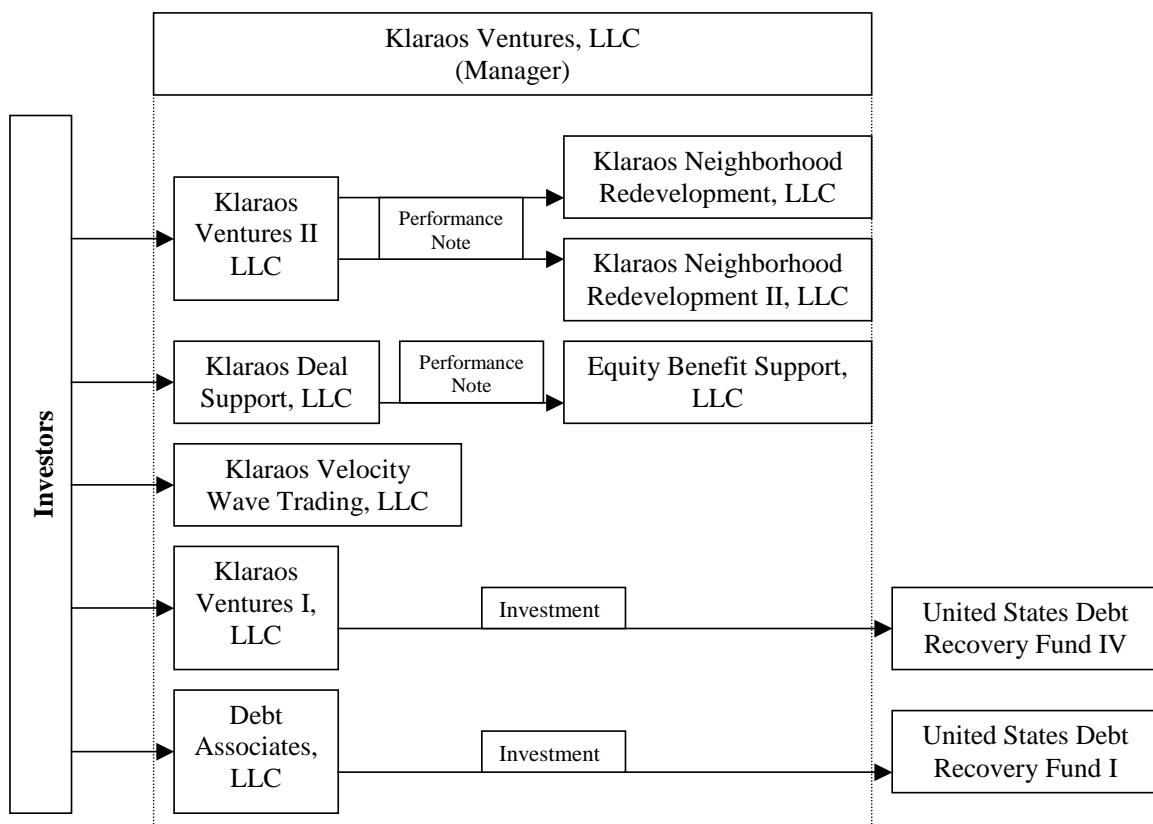 Klaraos Ventures, LLC
(Manager)
Investors
Klaraos
Ventures II
LLC
Performance
Note
Klaraos Neighborhood
Redevelopment, LLC
Klaraos Neighborhood
Redevelopment II, LLC
Klaraos Deal
Support, LLC
Performance
Note
Equity Benefit Support,
LLC
Klaraos Velocity
Wave Trading, LLC
Klaraos
Ventures I,
LLC
Investment
United States Debt
Recovery Fund IV
Debt
Associates,
LLC
Investment
United States Debt
Recovery Fund I